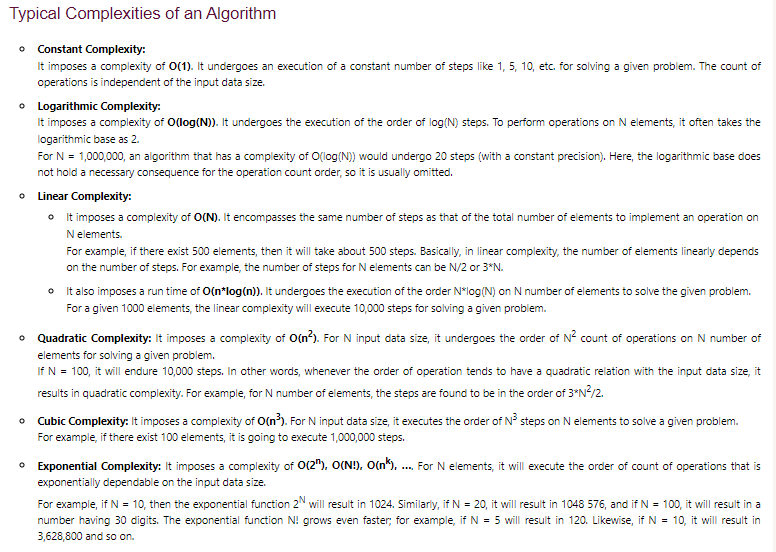 Typical Complexities of an Algorithm
Constant Complexity:
It imposes a complexity of O(1). It undergoes an execution of a constant number of steps like 1, 5, 10, etc. for solving a given problem. The count of
operations is independent of the input data size.
Logarithmic Complexity:
It imposes a complexity of O(log(N)). It undergoes the execution of the order of log(N) steps. To perform operations on N elements, it often takes the
logarithmic base as 2.
For N = 1,000,000, an algorithm that has a complexity of O(log(N)) would undergo 20 steps (with a constant precision). Here, the logarithmic base does
not hold a necessary consequence for the operation count order, so it is usually omitted.
Linear Complexity:
It imposes a complexity of O(N). It encompasses the same number of steps as that of the total number of elements to implement an operation on
N elements.
For example, if there exist 500 elements, then it will take about 500 steps. Basically, in linear complexity, the number of elements linearly depends
on the number of steps. For example, the number of steps for N elements can be N/2 or 3*N.
It also imposes a run time of O(n*log(n)). It undergoes the execution of the order N*log(N) on N number of elements to solve the given problem.
For a given 1000 elements, the linear complexity will execute 10,000 steps for solving a given problem.
Quadratic Complexity: It imposes a complexity of O(n²). For N input data size, it undergoes the order of N² count of operations on N number of
elements for solving a given problem.
If N = 100, it will endure 10,000 steps. In other words, whenever the order of operation tends to have a quadratic relation with the input data size, it
results in quadratic complexity. For example, for N number of elements, the steps are found to be in the order of 3*N²/2.
Cubic Complexity: It imposes a complexity of O(n³). For N input data size, it executes the order of N³ steps on N elements to solve a given problem.
For example, if there exist 100 elements, it is going to execute 1,000,000 steps.
Exponential Complexity: It imposes a complexity of O(2ⁿ), O(N!), O(nᵏ), .... For N elements, it will execute the order of count of operations that is
exponentially dependable on the input data size.
For example, if N = 10, then the exponential function 2ᴺ will result in 1024. Similarly, if N = 20, it will result in 1048 576, and if N = 100, it will result in a
number having 30 digits. The exponential function N! grows even faster; for example, if N = 5 will result in 120. Likewise, if N = 10, it will result in
3,628,800 and so on.